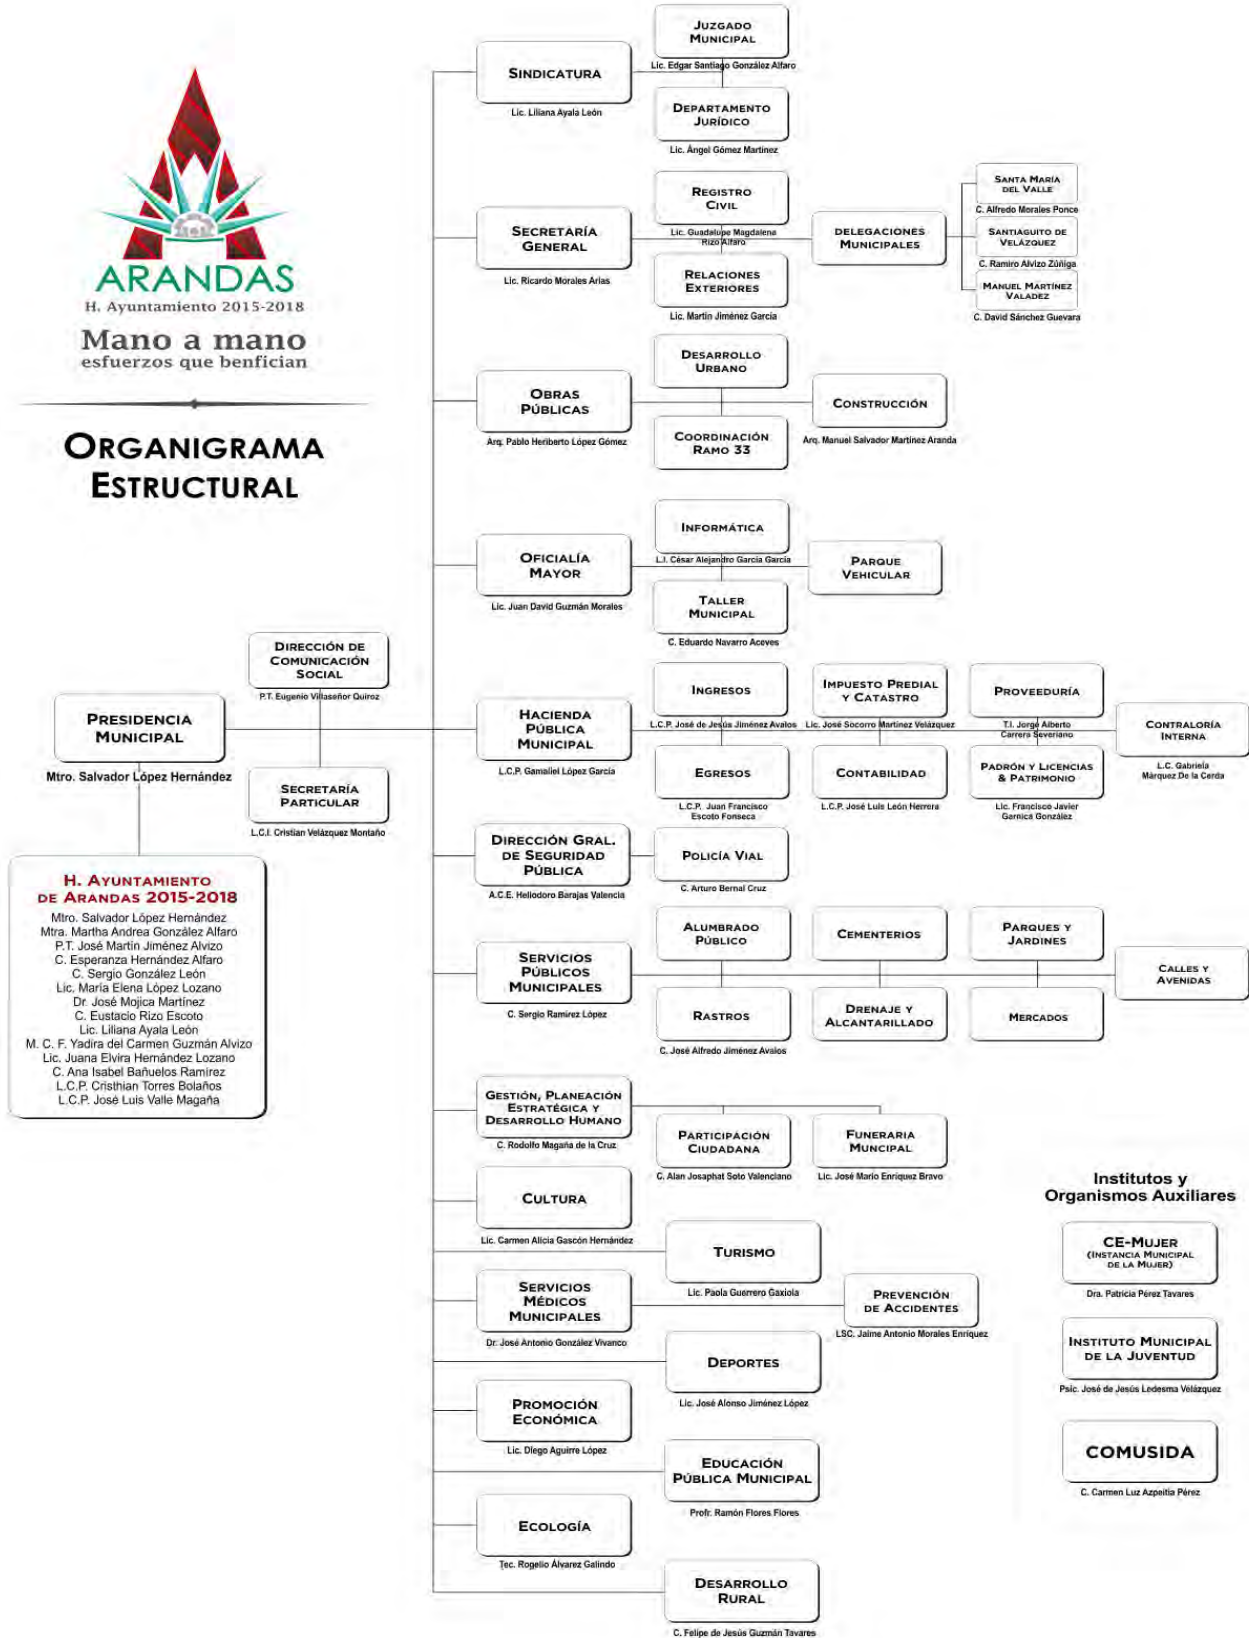 ARANDAS
H. Ayuntamiento 2015-2018
Mano a mano
esfuerzos que benfician
ORGANIGRAMA
ESTRUCTURAL
PRESIDENCIA
MUNICIPAL
Mtro. Salvador López Hernández
DIRECCIÓN DE
COMUNICACIÓN
SOCIAL
P.T. Eugenio Villaseñor Quiroz
SECRETARÍA
PARTICULAR
L.C.I. Cristian Velázquez Montaño
H. AYUNTAMIENTO
DE ARANDAS 2015-2018
Mtro. Salvador López Hernández
Mtra. Martha Andrea González Alfaro
P.T. José Martín Jiménez Alvizo
C. Esperanza Hernández Alfaro
C. Sergio González León
Lic. María Elena López Lozano
Dr. José Mojica Martínez
C. Eustacio Rizo Escoto
Lic. Liliana Ayala León
M. C. F. Yadira del Carmen Guzmán Alvizo
Lic. Juana Elvira Hernández Lozano
C. Ana Isabel Bañuelos Ramírez
L.C.P. Cristhian Torres Bolaños
L.C.P. José Luis Valle Magaña
SINDICATURA
Lic. Liliana Ayala León
JUZGADO
MUNICIPAL
Lic. Edgar Santiago González Alfaro
DEPARTAMENTO
JURÍDICO
Lic. Ángel Gómez Martínez
SECRETARÍA
GENERAL
Lic. Ricardo Morales Arias
REGISTRO
CIVIL
Lic. Guadalupe Magdalena
Rizo Alfaro
RELACIONES
EXTERIORES
Lic. Martín Jiménez García
DELEGACIONES
MUNICIPALES
SANTA MARÍA
DEL VALLE
C. Alfredo Morales Ponce
SANTIAGUITO DE
VELÁZQUEZ
C. Ramiro Alvizo Zúñiga
MANUEL MARTÍNEZ
VALADEZ
C. David Sánchez Guevara
OBRAS
PÚBLICAS
Arq. Pablo Heriberto López Gómez
DESARROLLO
URBANO
COORDINACIÓN
RAMO 33
CONSTRUCCIÓN
Arq. Manuel Salvador Martínez Aranda
OFICIALÍA
MAYOR
Lic. Juan David Guzmán Morales
INFORMÁTICA
L.I. César Alejandro García García
TALLER
MUNICIPAL
C. Eduardo Navarro Aceves
PARQUE
VEHICULAR
HACIENDA
PÚBLICA
MUNICIPAL
L.C.P. Gamaliel López García
INGRESOS
L.C.P. José de Jesús Jiménez Avalos
EGRESOS
L.C.P. Juan Francisco
Escoto Fonseca
IMPUESTO PREDIAL
Y CATASTRO
Lic. José Socorro Martínez Velázquez
CONTABILIDAD
L.C.P. José Luis León Herrera
PROVEEDURÍA
T.I. Jorge Alberto
Carrera Severiano
PADRÓN Y LICENCIAS
& PATRIMONIO
Lic. Francisco Javier
Garnica González
CONTRALORÍA
INTERNA
L.C. Gabriela
Márquez De la Cerda
DIRECCIÓN GRAL.
DE SEGURIDAD
PÚBLICA
A.C.E. Heliodoro Barajas Valencia
POLICÍA VIAL
C. Arturo Bernal Cruz
SERVICIOS
PÚBLICOS
MUNICIPALES
C. Sergio Ramírez López
ALUMBRADO
PÚBLICO
RASTROS
C. José Alfredo Jiménez Avalos
CEMENTERIOS
DRENAJE Y
ALCANTARILLADO
PARQUES Y
JARDINES
MERCADOS
CALLES Y
AVENIDAS
GESTIÓN, PLANEACIÓN
ESTRATÉGICA Y
DESARROLLO HUMANO
C. Rodolfo Magaña de la Cruz
PARTICIPACIÓN
CIUDADANA
C. Alan Josaphat Soto Valenciano
FUNERARIA
MUNCIPAL
Lic. José Mario Enríquez Bravo
CULTURA
Lic. Carmen Alicia Gascón Hernández
TURISMO
Lic. Paola Guerrero Gaxiola
SERVICIOS
MÉDICOS
MUNICIPALES
Dr. José Antonio González Vivanco
PREVENCIÓN
DE ACCIDENTES
LSC. Jaime Antonio Morales Enríquez
DEPORTES
Lic. José Alonso Jiménez López
PROMOCIÓN
ECONÓMICA
Lic. Diego Aguirre López
EDUCACIÓN
PÚBLICA MUNICIPAL
Profr. Ramón Flores Flores
ECOLOGÍA
Tec. Rogelio Álvarez Galindo
DESARROLLO
RURAL
C. Felipe de Jesús Guzmán Tavares
Institutos y
Organismos Auxiliares
CE-MUJER
(INSTANCIA MUNICIPAL
DE LA MUJER)
Dra. Patricia Pérez Tavares
INSTITUTO MUNICIPAL
DE LA JUVENTUD
Psic. José de Jesús Ledesma Velázquez
COMUSIDA
C. Carmen Luz Azpeitia Pérez